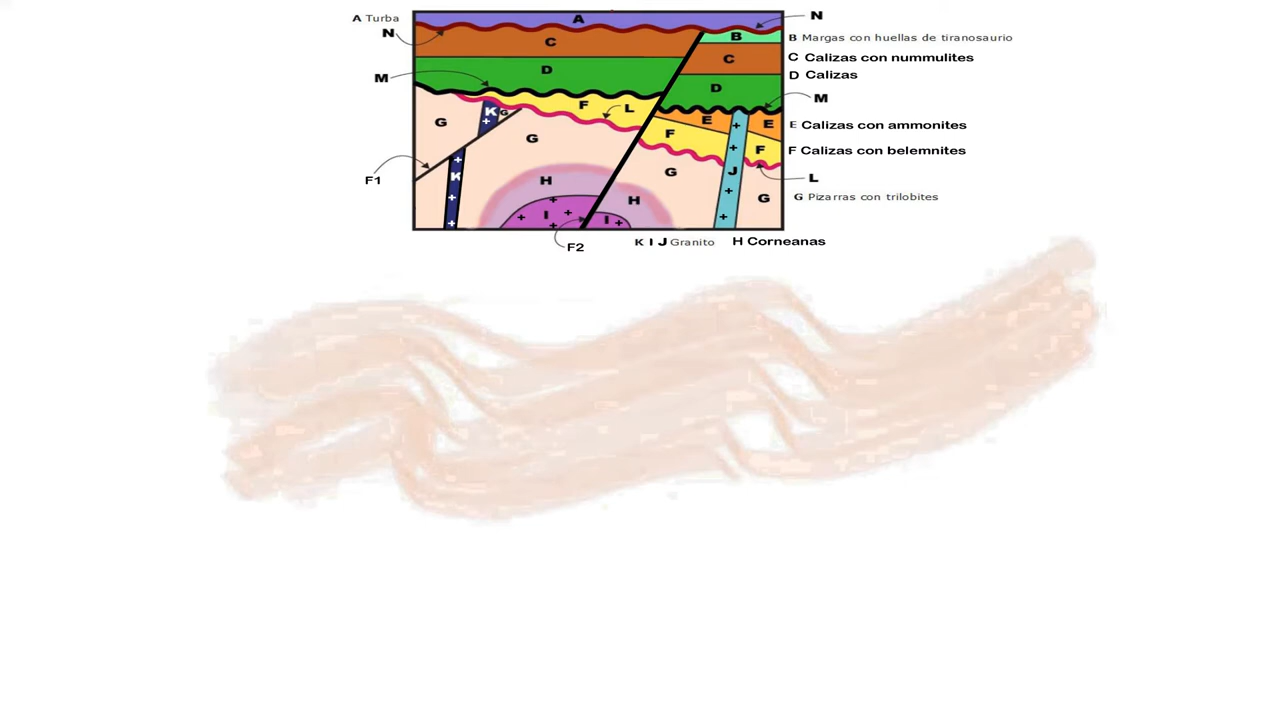 A Turba
A
N
N
B
B Margas con huellas de tiranosaurio
C
C
C Calizas con nummulites
D
D
D Calizas
M
M
F
L
K
G
G
G
E
E
E Calizas con ammonites
F
F
F Calizas con belemnites
F1
K
H
G
J
L
H
G
G Pizarras con trilobites
I
I
F2
K I J Granito
H Corneanas